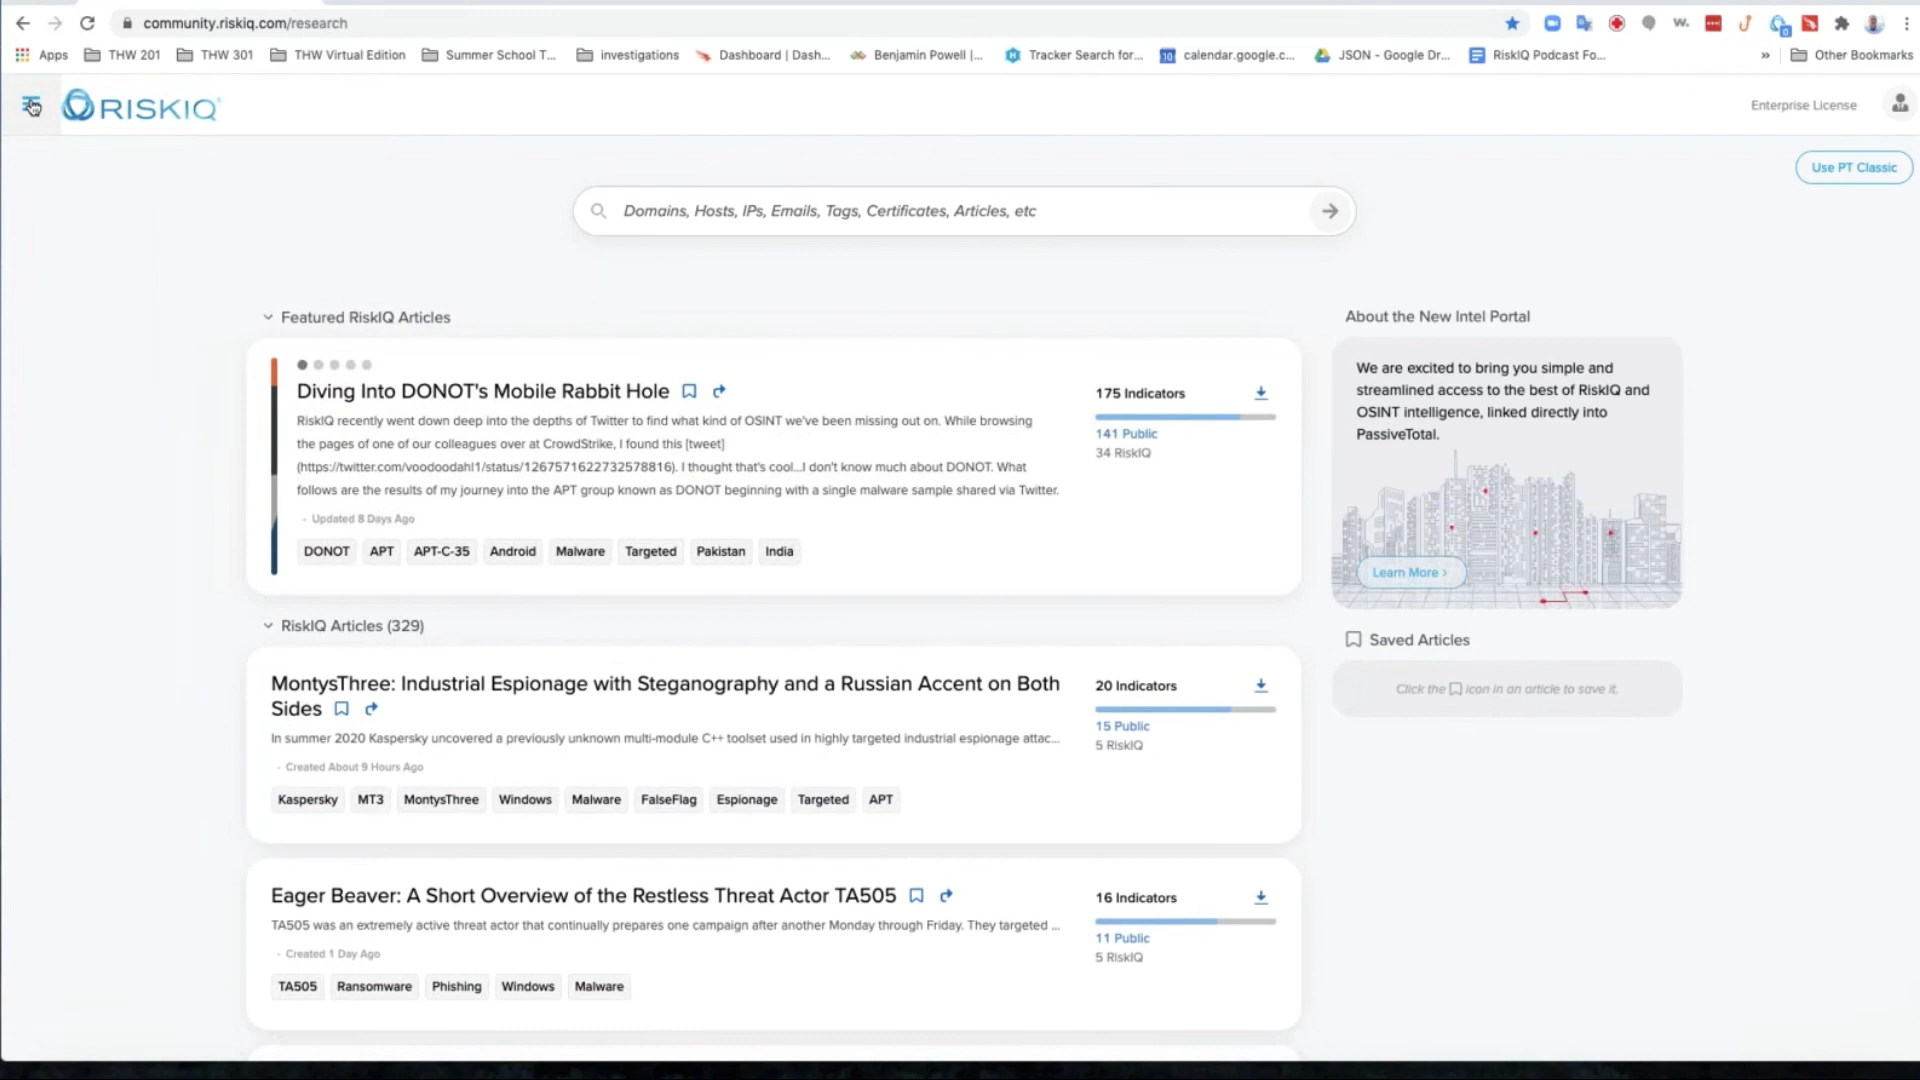 community.riskiq.com/research
Apps THW 201 THW 301 THW Virtual Edition Summer School T... investigations Dashboard | Dash... Benjamin Powell |... Tracker Search for... calendar.google.c... JSON - Google Dr... RiskIQ Podcast Fo... » Other Bookmarks
RISKIQ
Enterprise License
Use PT Classic
Domains, Hosts, IPs, Emails, Tags, Certificates, Articles, etc
Featured RiskIQ Articles
Diving Into DONOT's Mobile Rabbit Hole
RiskIQ recently went down deep into the depths of Twitter to find what kind of OSINT we've been missing out on. While browsing
the pages of one of our colleagues over at CrowdStrike, I found this [tweet]
(https://twitter.com/voodoodahl1/status/1267571622732578816). I thought that's cool...I don't know much about DONOT. What
follows are the results of my journey into the APT group known as DONOT beginning with a single malware sample shared via Twitter.
- Updated 8 Days Ago
DONOT APT APT-C-35 Android Malware Targeted Pakistan India
175 Indicators
141 Public
34 RiskIQ
RiskIQ Articles (329)
MontysThree: Industrial Espionage with Steganography and a Russian Accent on Both
Sides
In summer 2020 Kaspersky uncovered a previously unknown multi-module C++ toolset used in highly targeted industrial espionage attac...
- Created About 9 Hours Ago
Kaspersky MT3 MontysThree Windows Malware FalseFlag Espionage Targeted APT
20 Indicators
15 Public
5 RiskIQ
Eager Beaver: A Short Overview of the Restless Threat Actor TA505
TA505 was an extremely active threat actor that continually prepares one campaign after another Monday through Friday. They targeted ...
- Created 1 Day Ago
TA505 Ransomware Phishing Windows Malware
16 Indicators
11 Public
5 RiskIQ
About the New Intel Portal
We are excited to bring you simple and
streamlined access to the best of RiskIQ and
OSINT intelligence, linked directly into
PassiveTotal.
Learn More ›
Saved Articles
Click the icon in an article to save it.